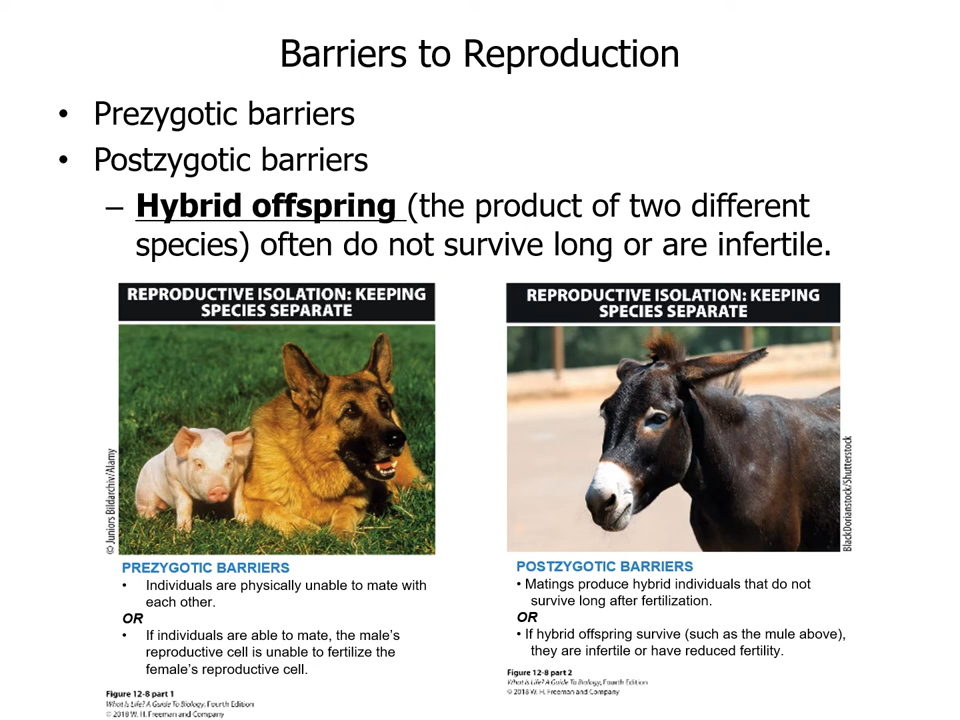 Barriers to Reproduction
• Prezygotic barriers
• Postzygotic barriers
– Hybrid offspring (the product of two different
species) often do not survive long or are infertile.
REPRODUCTIVE ISOLATION: KEEPING
SPECIES SEPARATE
© Juniors Bildarchiv/Alamy
PREZYGOTIC BARRIERS
• Individuals are physically unable to mate with
each other.
OR
• If individuals are able to mate, the male's
reproductive cell is unable to fertilize the
female's reproductive cell.
Figure 12-8 part 1
What Is Life? A Guide To Biology, Fourth Edition
© 2018 W. H. Freeman and Company
REPRODUCTIVE ISOLATION: KEEPING
SPECIES SEPARATE
BlackDorianstock/Shutterstock
POSTZYGOTIC BARRIERS
• Matings produce hybrid individuals that do not
survive long after fertilization.
OR
• If hybrid offspring survive (such as the mule above),
they are infertile or have reduced fertility.
Figure 12-8 part 2
What Is Life? A Guide To Biology, Fourth Edition
© 2018 W. H. Freeman and Company